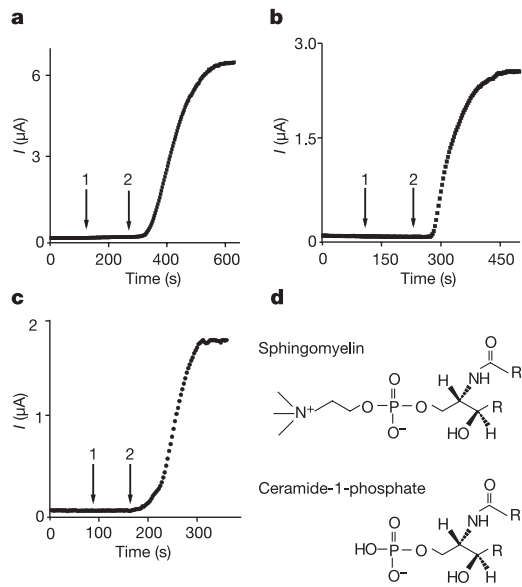 a
6
3
0
I (µA)
1
2
0 200 400 600
Time (s)
b
3.0
1.5
0
I (µA)
1
2
0 150 300 450
Time (s)
c
2
1
0
I (µA)
1
2
0 100 200 300
Time (s)
d
Sphingomyelin
O
R
NH
H
O
N+
O
P
O
O−
R
HO
H
Ceramide-1-phosphate
O
R
NH
H
O
HO
P
O
O−
R
HO
H